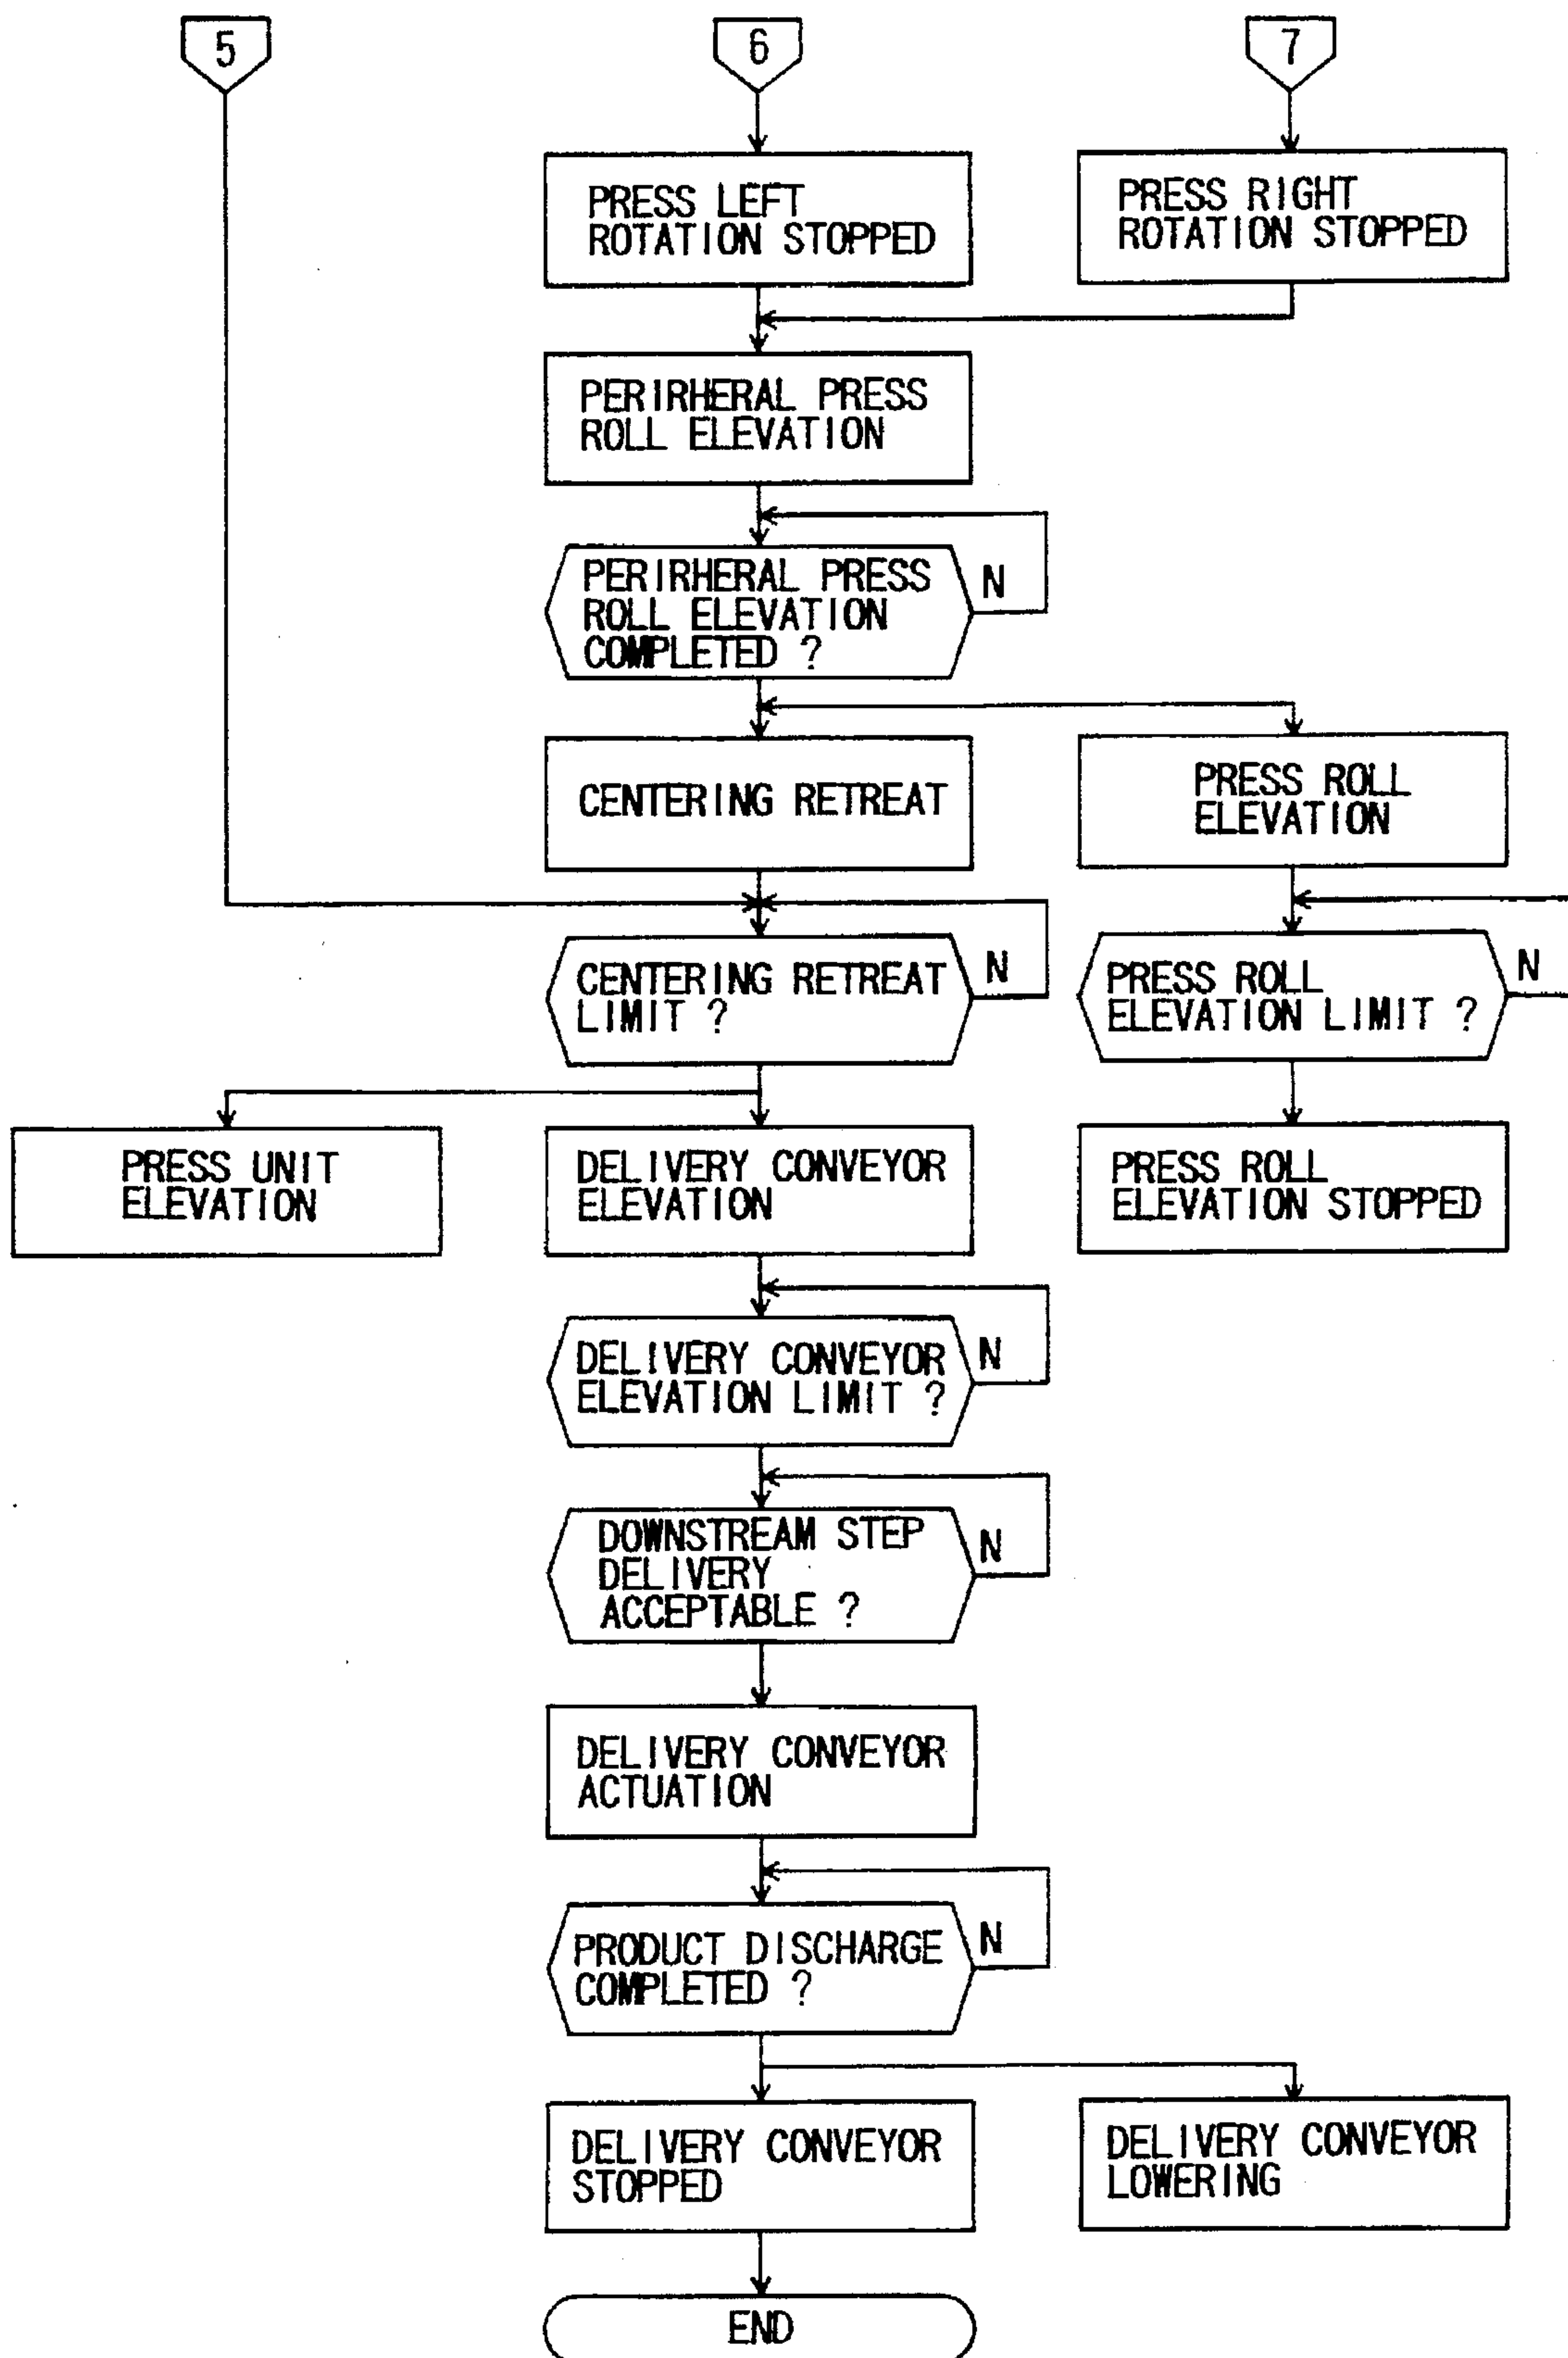 5
6
7
PRESS LEFT
ROTATION STOPPED
PRESS RIGHT
ROTATION STOPPED
PERIRHERAL PRESS
ROLL ELEVATION
PERIRHERAL PRESS
ROLL ELEVATION
COMPLETED ?
N
CENTERING RETREAT
PRESS ROLL
ELEVATION
CENTERING RETREAT
LIMIT ?
N
PRESS ROLL
ELEVATION LIMIT ?
N
PRESS UNIT
ELEVATION
DELIVERY CONVEYOR
ELEVATION
PRESS ROLL
ELEVATION STOPPED
DELIVERY CONVEYOR
ELEVATION LIMIT ?
N
DOWNSTREAM STEP
DELIVERY
ACCEPTABLE ?
N
DELIVERY CONVEYOR
ACTUATION
PRODUCT DISCHARGE
COMPLETED ?
N
DELIVERY CONVEYOR
STOPPED
DELIVERY CONVEYOR
LOWERING
END